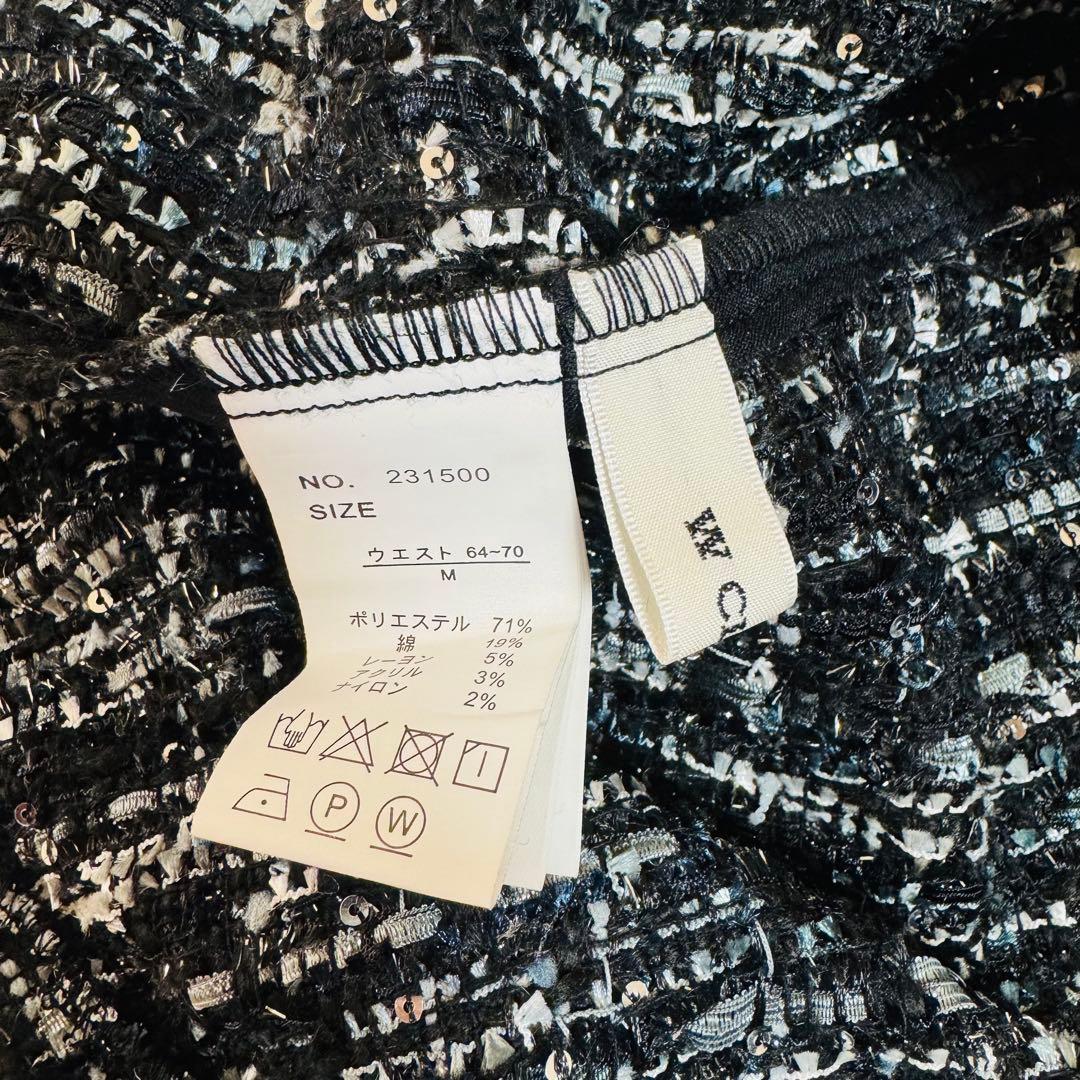 NO. 231500
SIZE
ウエスト 64~70
M
ポリエステル 71%
綿 19%
レーヨン 5%
アクリル 3%
ナイロン 2%
P W
W